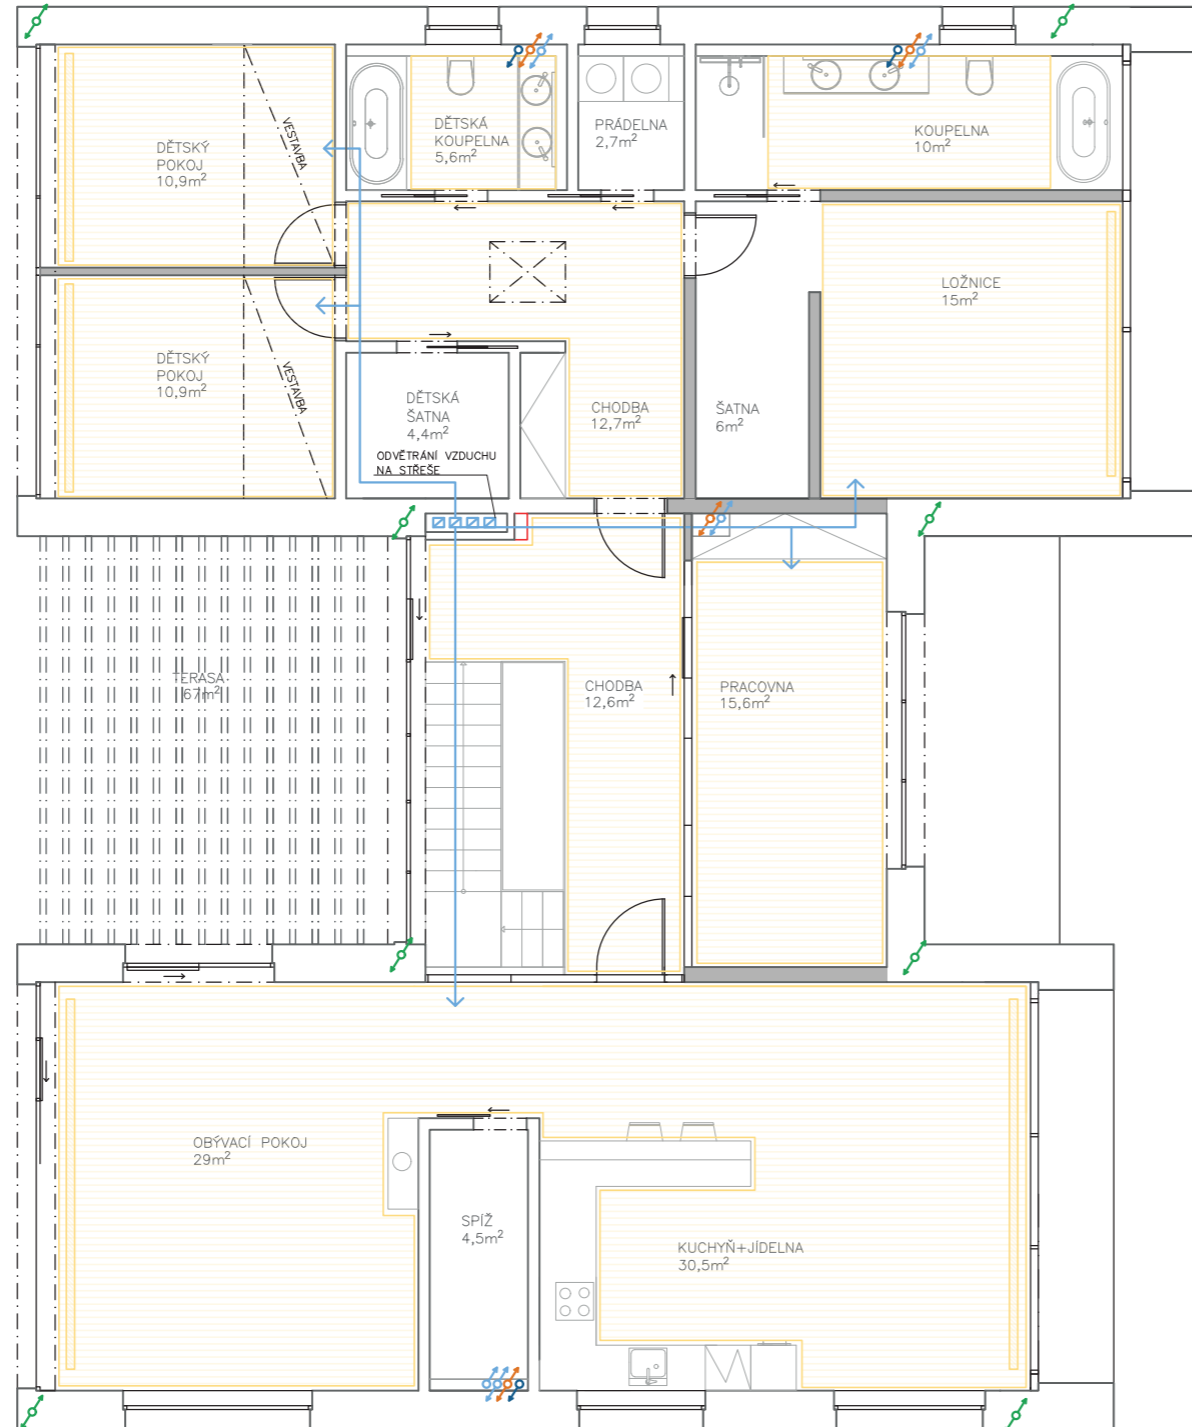 DĚTSKÝ
POKOJ
10,9m²
VESTAVBA
DĚTSKÁ
KOUPELNA
5,6m²
PRÁDELNA
2,7m²
KOUPELNA
10m²
DĚTSKÝ
POKOJ
10,9m²
VESTAVBA
LOŽNICE
15m²
DĚTSKÁ
ŠATNA
4,4m²
CHODBA
12,7m²
ŠATNA
6m²
ODVĚTRÁNÍ VZDUCHU
NA STŘEŠE
TERASA
67m²
CHODBA
12,6m²
PRACOVNA
15,6m²
OBÝVACÍ POKOJ
29m²
SPÍŽ
4,5m²
KUCHYŇ+JÍDELNA
30,5m²